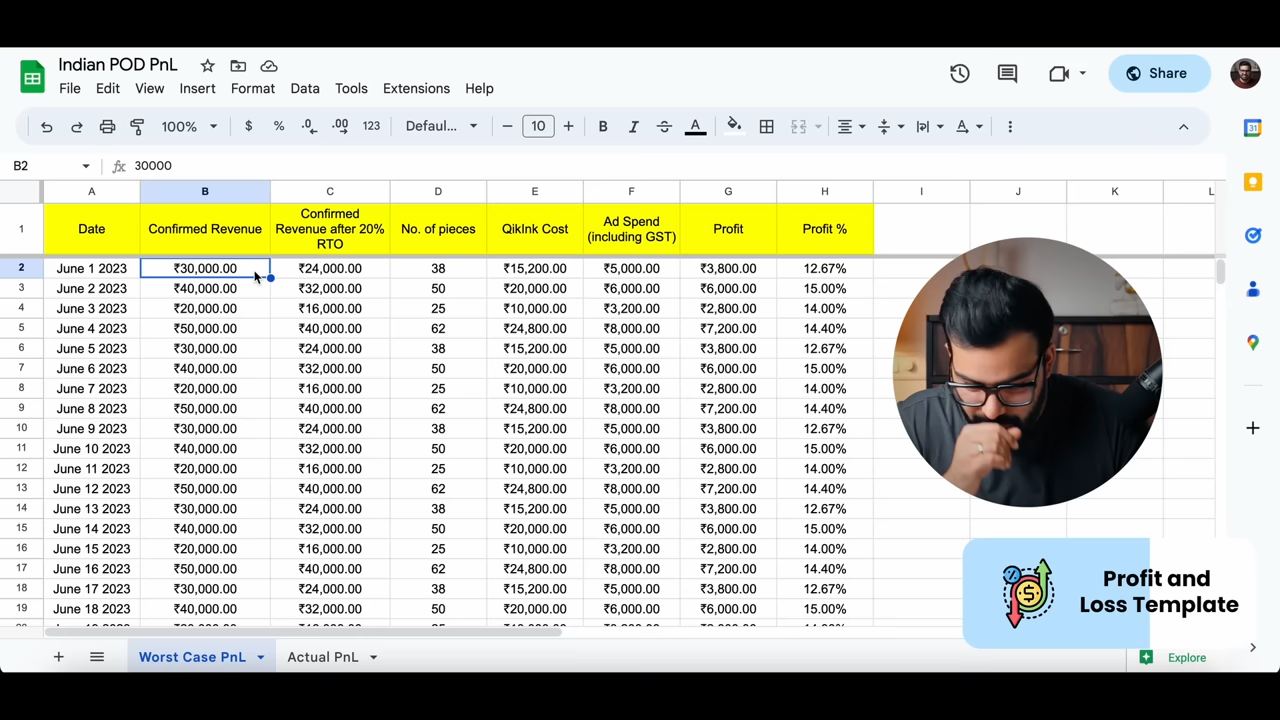 Indian POD PnL
File Edit View Insert Format Data Tools Extensions Help
Share
100% $ % .0 .00 123 Defaul... 10 B I A
31
B2 fx 30000
A B C D E F G H I J K L
1 Date Confirmed Revenue Confirmed Revenue after 20% RTO No. of pieces QikInk Cost Ad Spend (including GST) Profit Profit %
2 June 1 2023 ₹30,000.00 ₹24,000.00 38 ₹15,200.00 ₹5,000.00 ₹3,800.00 12.67%
3 June 2 2023 ₹40,000.00 ₹32,000.00 50 ₹20,000.00 ₹6,000.00 ₹6,000.00 15.00%
4 June 3 2023 ₹20,000.00 ₹16,000.00 25 ₹10,000.00 ₹3,200.00 ₹2,800.00 14.00%
5 June 4 2023 ₹50,000.00 ₹40,000.00 62 ₹24,800.00 ₹8,000.00 ₹7,200.00 14.40%
6 June 5 2023 ₹30,000.00 ₹24,000.00 38 ₹15,200.00 ₹5,000.00 ₹3,800.00 12.67%
7 June 6 2023 ₹40,000.00 ₹32,000.00 50 ₹20,000.00 ₹6,000.00 ₹6,000.00 15.00%
8 June 7 2023 ₹20,000.00 ₹16,000.00 25 ₹10,000.00 ₹3,200.00 ₹2,800.00 14.00%
9 June 8 2023 ₹50,000.00 ₹40,000.00 62 ₹24,800.00 ₹8,000.00 ₹7,200.00 14.40%
10 June 9 2023 ₹30,000.00 ₹24,000.00 38 ₹15,200.00 ₹5,000.00 ₹3,800.00 12.67%
11 June 10 2023 ₹40,000.00 ₹32,000.00 50 ₹20,000.00 ₹6,000.00 ₹6,000.00 15.00%
12 June 11 2023 ₹20,000.00 ₹16,000.00 25 ₹10,000.00 ₹3,200.00 ₹2,800.00 14.00%
13 June 12 2023 ₹50,000.00 ₹40,000.00 62 ₹24,800.00 ₹8,000.00 ₹7,200.00 14.40%
14 June 13 2023 ₹30,000.00 ₹24,000.00 38 ₹15,200.00 ₹5,000.00 ₹3,800.00 12.67%
15 June 14 2023 ₹40,000.00 ₹32,000.00 50 ₹20,000.00 ₹6,000.00 ₹6,000.00 15.00%
16 June 15 2023 ₹20,000.00 ₹16,000.00 25 ₹10,000.00 ₹3,200.00 ₹2,800.00 14.00%
17 June 16 2023 ₹50,000.00 ₹40,000.00 62 ₹24,800.00 ₹8,000.00 ₹7,200.00 14.40%
18 June 17 2023 ₹30,000.00 ₹24,000.00 38 ₹15,200.00 ₹5,000.00 ₹3,800.00 12.67%
19 June 18 2023 ₹40,000.00 ₹32,000.00 50 ₹20,000.00 ₹6,000.00 ₹6,000.00 15.00%
Profit and
Loss Template
Worst Case PnL Actual PnL
Explore